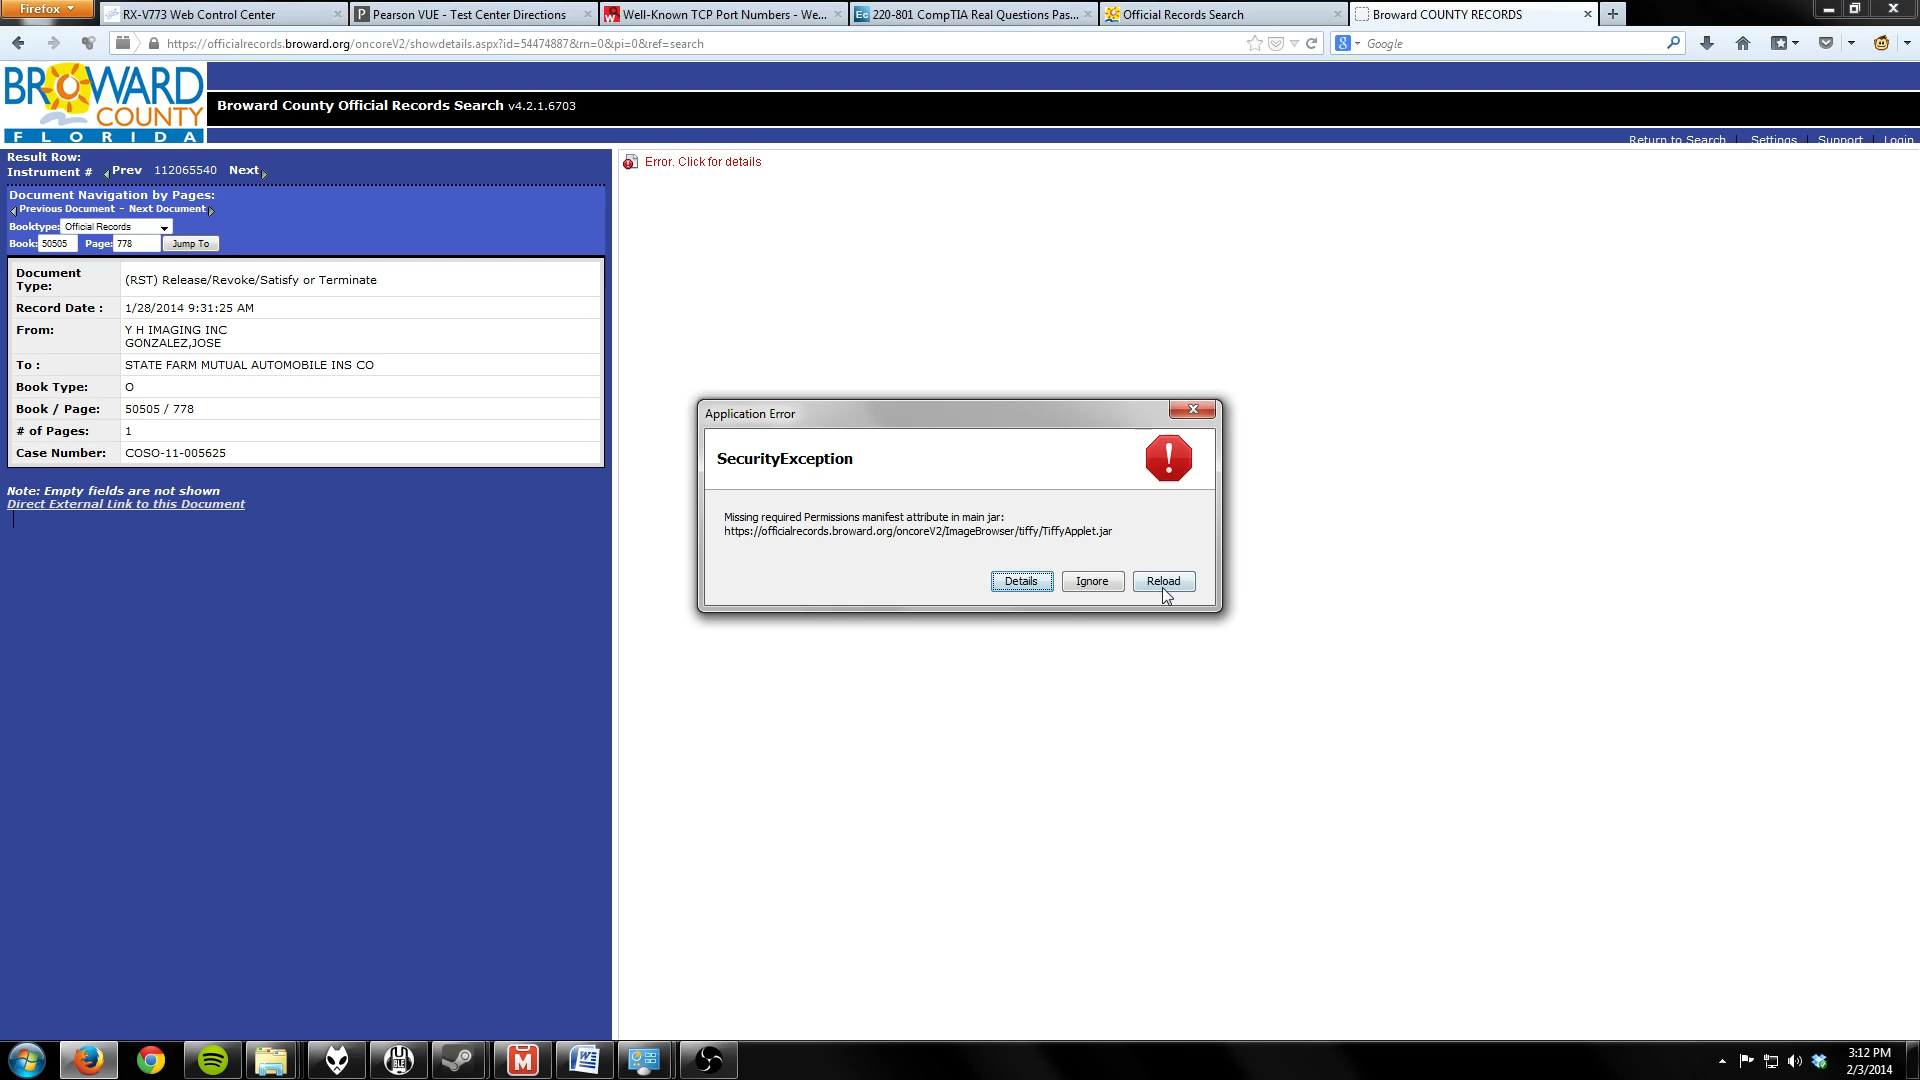 Firefox
RX-V773 Web Control Center
Pearson VUE - Test Center Directions
Well-Known TCP Port Numbers - We...
220-801 CompTIA Real Questions Pas...
Official Records Search
Broward COUNTY RECORDS
https://officialrecords.broward.org/oncoreV2/showdetails.aspx?id=54474887&rn=0&pi=0&ref=search
Google
BROWARD
COUNTY
FLORIDA
Broward County Official Records Search v4.2.1.6703
Return to Search | Settings | Support | Login
Result Row:
Instrument # Prev 112065540 Next
Document Navigation by Pages:
Previous Document - Next Document
Booktype: Official Records
Book: 50505 Page: 778 Jump To
Document Type: (RST) Release/Revoke/Satisfy or Terminate
Record Date : 1/28/2014 9:31:25 AM
From: Y H IMAGING INC
GONZALEZ,JOSE
To : STATE FARM MUTUAL AUTOMOBILE INS CO
Book Type: O
Book / Page: 50505 / 778
# of Pages: 1
Case Number: COSO-11-005625
Note: Empty fields are not shown
Direct External Link to this Document
Error. Click for details
Application Error
SecurityException
Missing required Permissions manifest attribute in main jar:
https://officialrecords.broward.org/oncoreV2/ImageBrowser/tiffy/TiffyApplet.jar
Details
Ignore
Reload
3:12 PM
2/3/2014